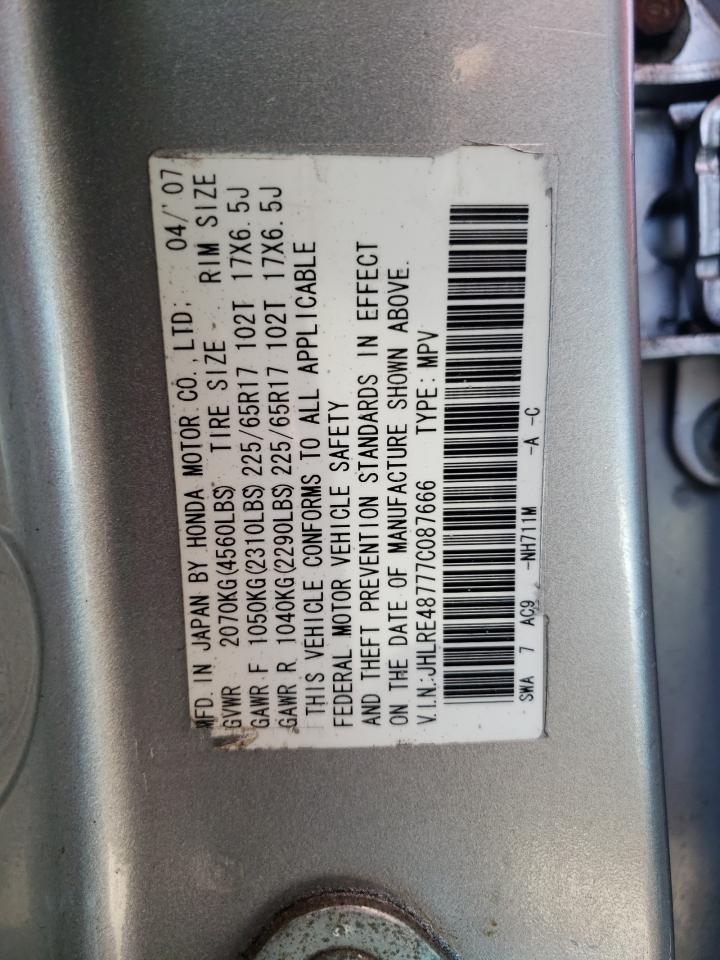 MFD. IN JAPAN BY HONDA MOTOR CO., LTD. 04/'07
GVWR 2070KG(4560LBS) TIRE SIZE RIM SIZE
GAWR F 1050KG(2310LBS) 225/65R17 102T 17X6.5J
GAWR R 1040KG(2290LBS) 225/65R17 102T 17X6.5J
THIS VEHICLE CONFORMS TO ALL APPLICABLE
FEDERAL MOTOR VEHICLE SAFETY
AND THEFT PREVENTION STANDARDS IN EFFECT
ON THE DATE OF MANUFACTURE SHOWN ABOVE.
V.I.N.:JHLRE48777C087666 TYPE:MPV
SWA 7 AC9 -NH711M -A -C